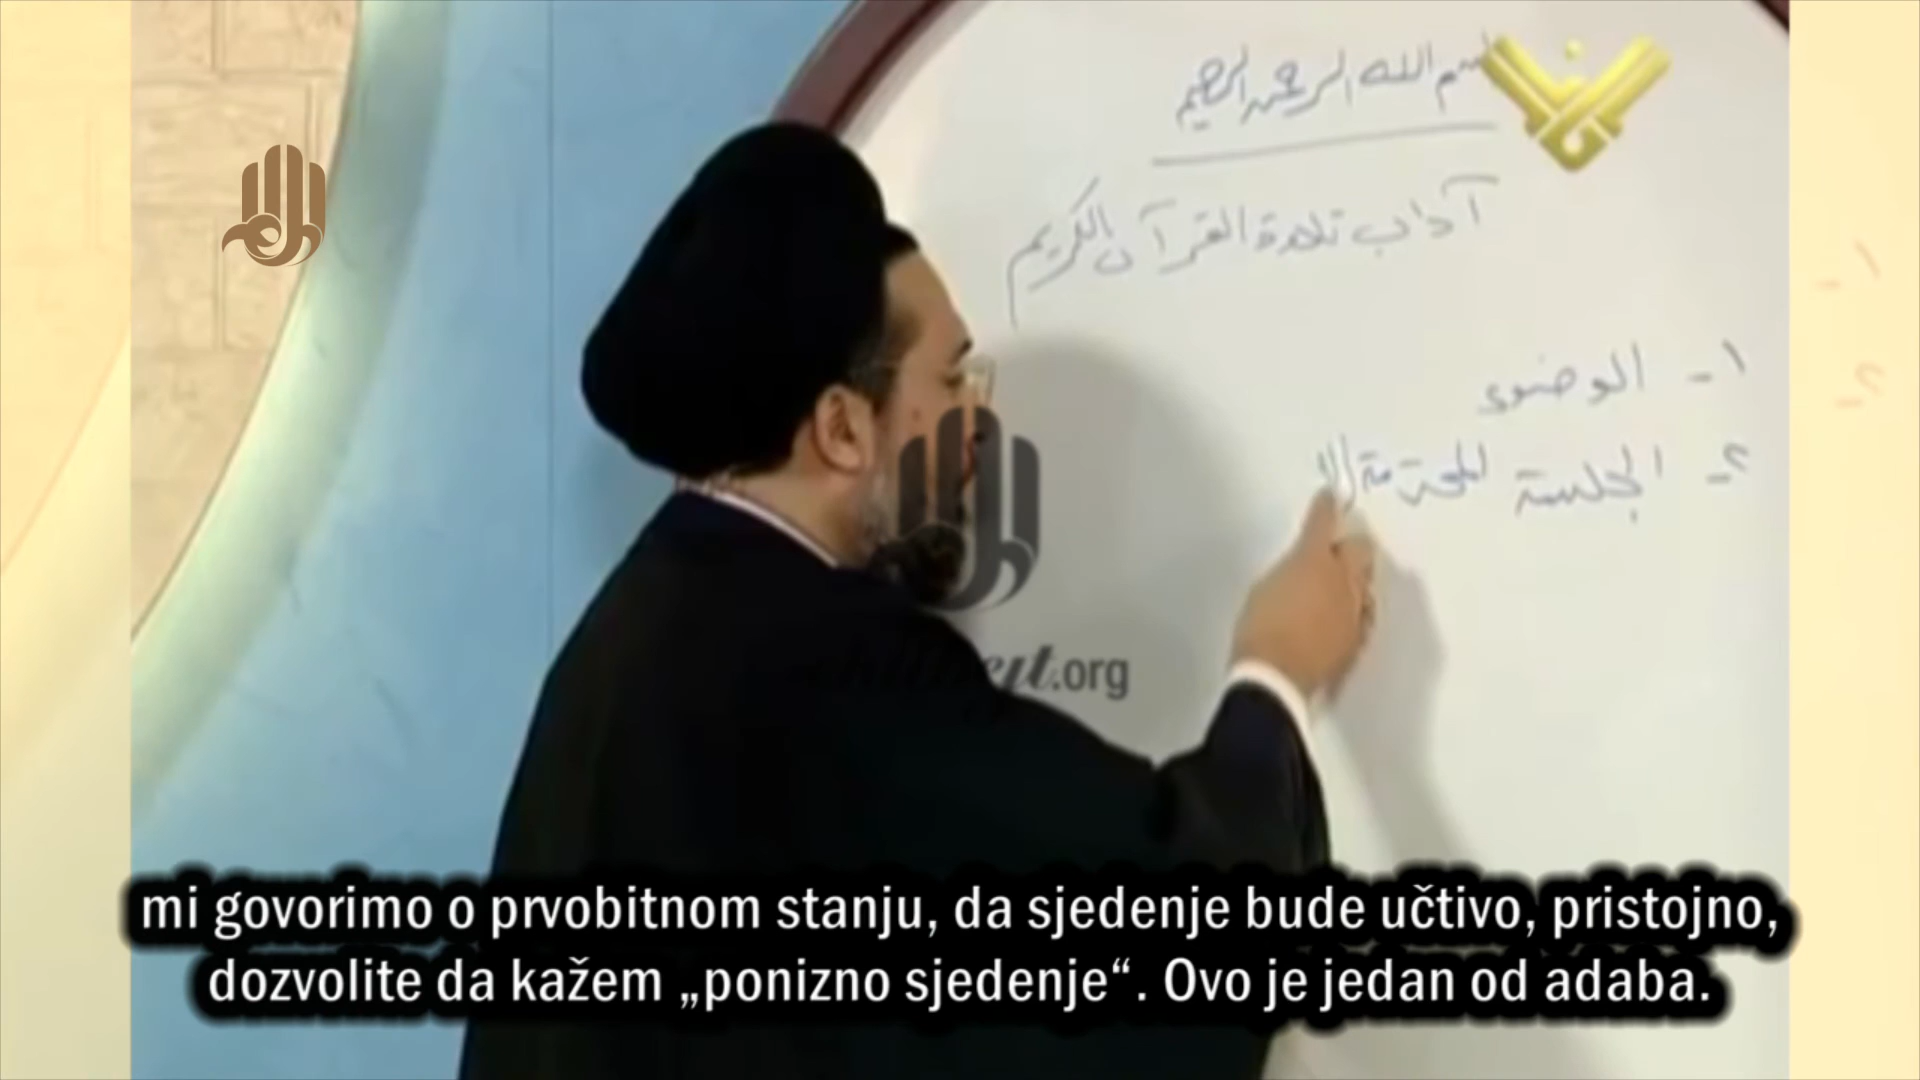 بسم الله الرحمن الرحيم
آداب تلاوة القرآن الكريم
١- الوضوء
٢- الجلسة المحترمة
.org
mi govorimo o prvobitnom stanju, da sjedenje bude učtivo, pristojno,
dozvolite da kažem „ponizno sjedenje“. Ovo je jedan od adaba.